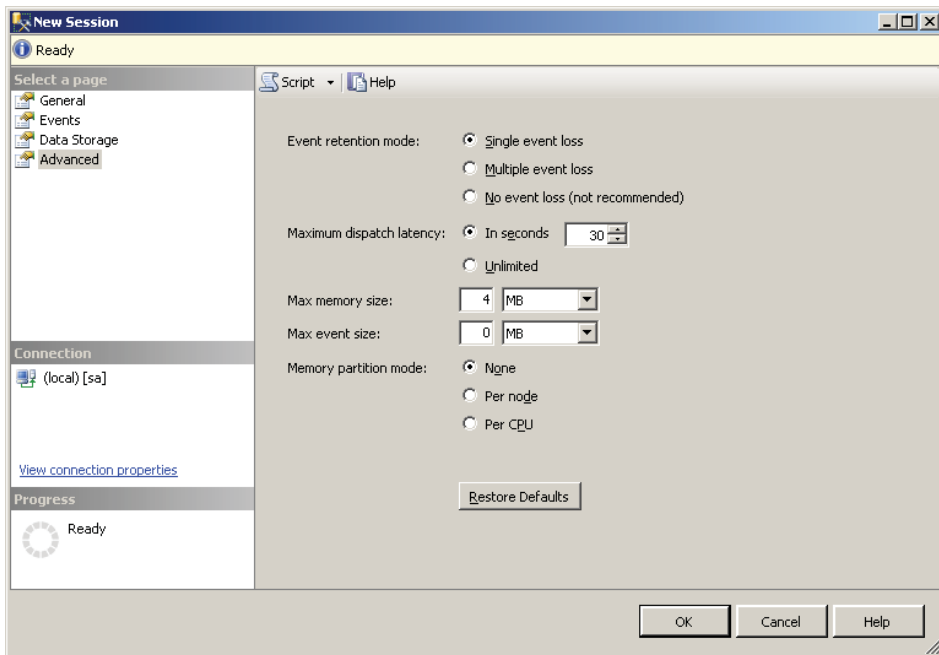 New Session
Ready
Select a page
General
Events
Data Storage
Advanced
Connection
(local) [sa]
View connection properties
Progress
Ready
Script Help
Event retention mode: Single event loss
Multiple event loss
No event loss (not recommended)
Maximum dispatch latency: In seconds 30
Unlimited
Max memory size: 4 MB
Max event size: 0 MB
Memory partition mode: None
Per node
Per CPU
Restore Defaults
OK Cancel Help